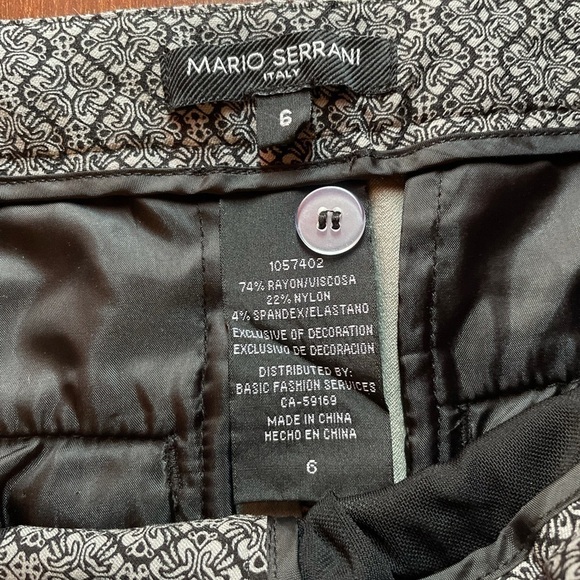 MARIO SERRANI
ITALY
6
1057402
74% RAYON/VISCOSA
22% NYLON
4% SPANDEX/ELASTANO
EXCLUSIVE OF DECORATION
EXCLUSIVO DE DECORACIÓN
DISTRIBUTED BY:
BASIC FASHION SERVICES
CA-59169
MADE IN CHINA
HECHO EN CHINA
6